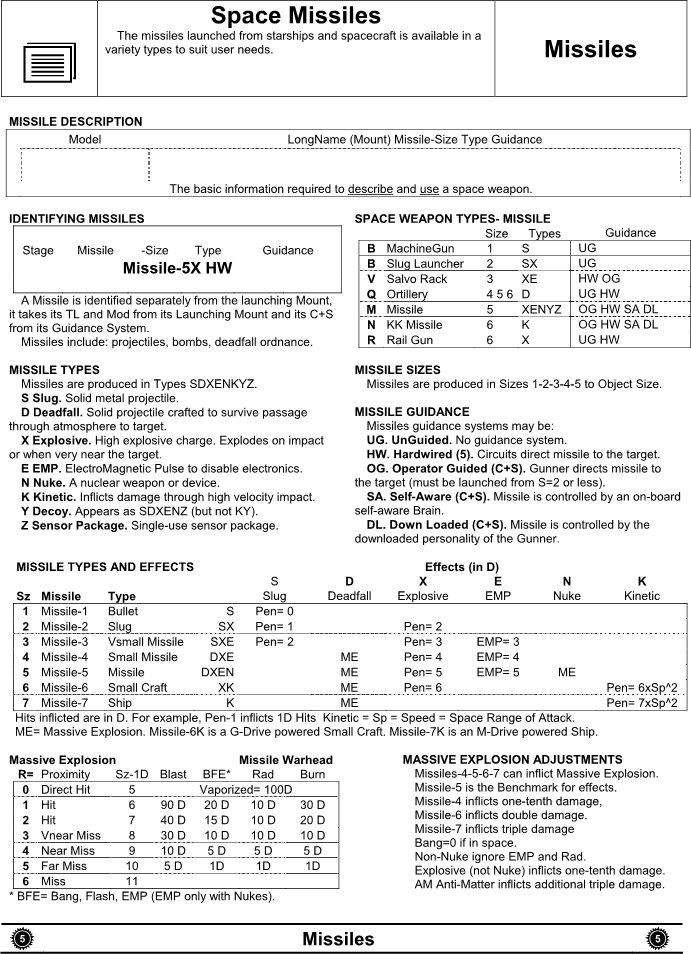 Space Missiles
The missiles launched from starships and spacecraft is available in a
variety types to suit user needs.
Missiles
MISSILE DESCRIPTION
Model LongName (Mount) Missile-Size Type Guidance
The basic information required to describe and use a space weapon.
IDENTIFYING MISSILES
Stage Missile -Size Type Guidance
Missile-5X HW
A Missile is identified separately from the launching Mount,
it takes its TL and Mod from its Launching Mount and its C+S
from its Guidance System.
Missiles include: projectiles, bombs, deadfall ordnance.
SPACE WEAPON TYPES- MISSILE
Size Types Guidance
B MachineGun 1 S UG
B Slug Launcher 2 SX UG
V Salvo Rack 3 XE HW OG
Q Ortillery 4 5 6 D UG HW
M Missile 5 XENYZ OG HW SA DL
N KK Missile 6 K OG HW SA DL
R Rail Gun 6 X UG HW
MISSILE TYPES
Missiles are produced in Types SDXENKYZ.
S Slug. Solid metal projectile.
D Deadfall. Solid projectile crafted to survive passage
through atmosphere to target.
X Explosive. High explosive charge. Explodes on impact
or when very near the target.
E EMP. ElectroMagnetic Pulse to disable electronics.
N Nuke. A nuclear weapon or device.
K Kinetic. Inflicts damage through high velocity impact.
Y Decoy. Appears as SDXENZ (but not KY).
Z Sensor Package. Single-use sensor package.
MISSILE SIZES
Missiles are produced in Sizes 1-2-3-4-5 to Object Size.
MISSILE GUIDANCE
Missiles guidance systems may be:
UG. UnGuided. No guidance system.
HW. Hardwired (5). Circuits direct missile to the target.
OG. Operator Guided (C+S). Gunner directs missile to
the target (must be launched from S=2 or less).
SA. Self-Aware (C+S). Missile is controlled by an on-board
self-aware Brain.
DL. Down Loaded (C+S). Missile is controlled by the
downloaded personality of the Gunner.
MISSILE TYPES AND EFFECTS Effects (in D)
S D X E N K
Sz Missile Type Slug Deadfall Explosive EMP Nuke Kinetic
1 Missile-1 Bullet S Pen= 0
2 Missile-2 Slug SX Pen= 1 Pen= 2
3 Missile-3 Vsmall Missile SXE Pen= 2 Pen= 3 EMP= 3
4 Missile-4 Small Missile DXE ME Pen= 4 EMP= 4
5 Missile-5 Missile DXEN ME Pen= 5 EMP= 5 ME
6 Missile-6 Small Craft XK ME Pen= 6 Pen= 6xSp^2
7 Missile-7 Ship K ME Pen= 7xSp^2
Hits inflicted are in D. For example, Pen-1 inflicts 1D Hits Kinetic = Sp = Speed = Space Range of Attack.
ME= Massive Explosion. Missile-6K is a G-Drive powered Small Craft. Missile-7K is an M-Drive powered Ship.
Massive Explosion Missile Warhead
R= Proximity Sz-1D Blast BFE* Rad Burn
0 Direct Hit 5 Vaporized= 100D
1 Hit 6 90 D 20 D 10 D 30 D
2 Hit 7 40 D 15 D 10 D 20 D
3 Vnear Miss 8 30 D 10 D 10 D 10 D
4 Near Miss 9 10 D 5 D 5 D 5 D
5 Far Miss 10 5 D 1D 1D 1D
6 Miss 11
* BFE= Bang, Flash, EMP (EMP only with Nukes).
MASSIVE EXPLOSION ADJUSTMENTS
Missiles-4-5-6-7 can inflict Massive Explosion.
Missile-5 is the Benchmark for effects.
Missile-4 inflicts one-tenth damage,
Missile-6 inflicts double damage.
Missile-7 inflicts triple damage
Bang=0 if in space.
Non-Nuke ignore EMP and Rad.
Explosive (not Nuke) inflicts one-tenth damage.
AM Anti-Matter inflicts additional triple damage.
5 Missiles 5